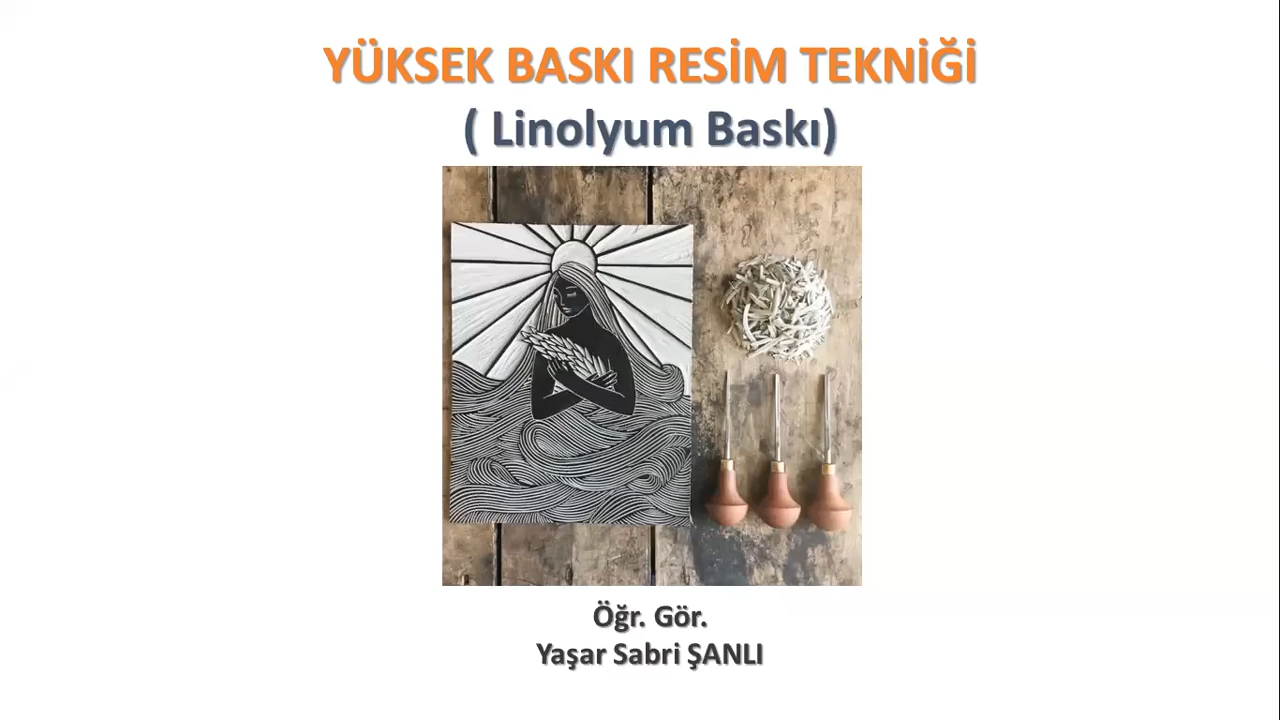 YÜKSEK BASKI RESİM TEKNİĞİ
( Linolyum Baskı)
Öğr. Gör.
Yaşar Sabri ŞANLI